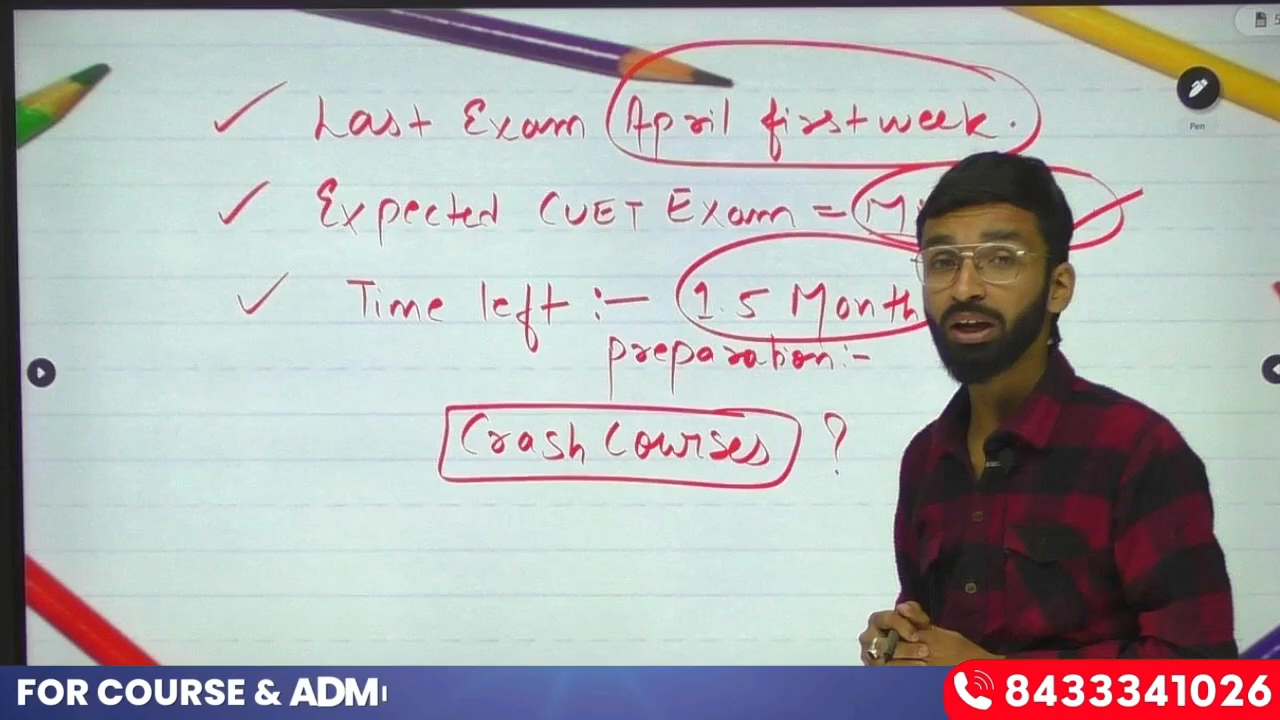 Last Exam April first week.
Expected CUET Exam =
Time left :- 1.5 Month
preparation:-
Crash Courses ?
Pen
FOR COURSE & ADM
8433341026